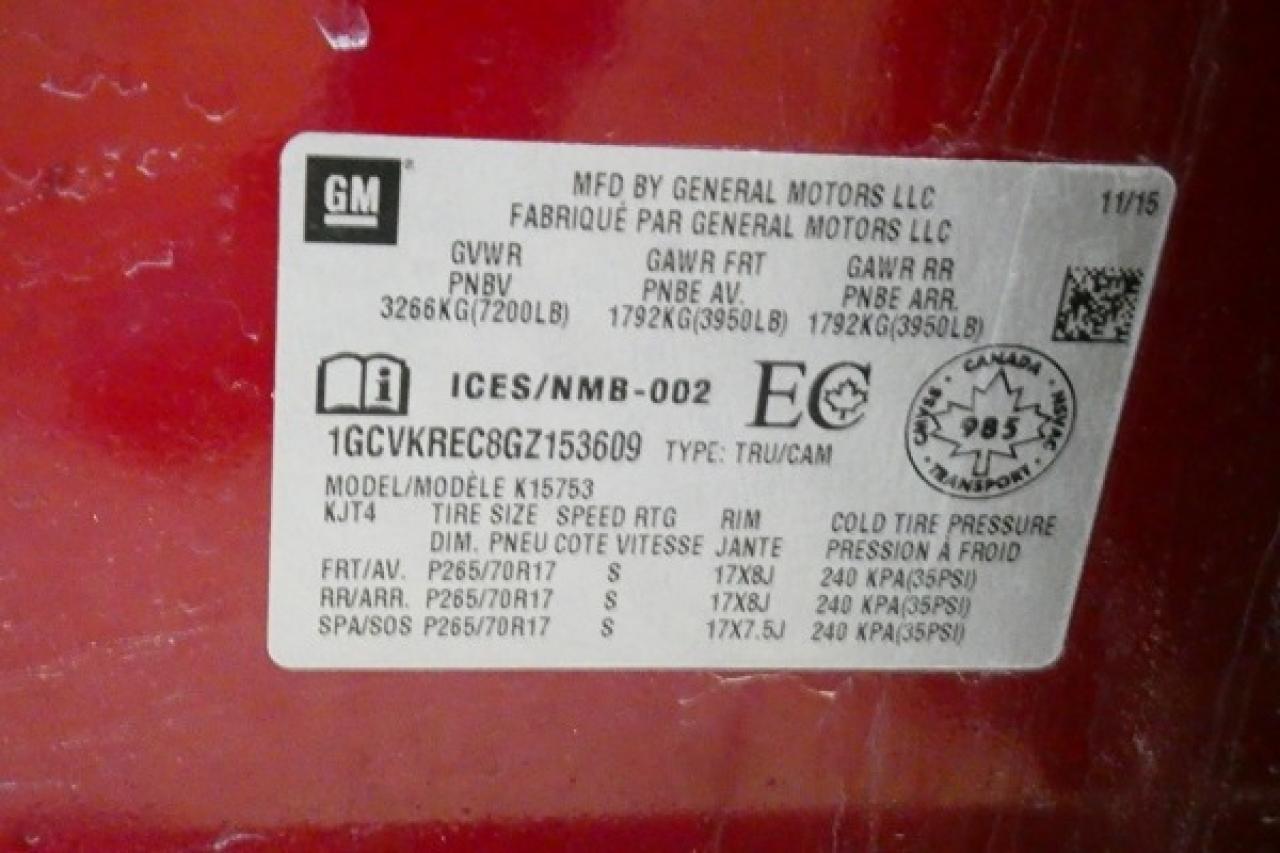 GM
MFD BY GENERAL MOTORS LLC
11/15
FABRIQUÉ PAR GENERAL MOTORS LLC
GVWR GAWR FRT GAWR RR
PNBV PNBE AV. PNBE ARR.
3266KG(7200LB) 1792KG(3950LB) 1792KG(3950LB)
ICES/NMB-002 EC
CANADA
CMVSS 985 NSVAC
TRANSPORT
1GCVKREC8GZ153609 TYPE: TRU/CAM
MODEL/MODÈLE K15753
KJT4 TIRE SIZE SPEED RTG RIM COLD TIRE PRESSURE
DIM. PNEU COTE VITESSE JANTE PRESSION À FROID
FRT/AV. P265/70R17 S 17X8J 240 KPA(35PSI)
RR/ARR. P265/70R17 S 17X8J 240 KPA(35PSI)
SPA/SOS P265/70R17 S 17X7.5J 240 KPA(35PSI)